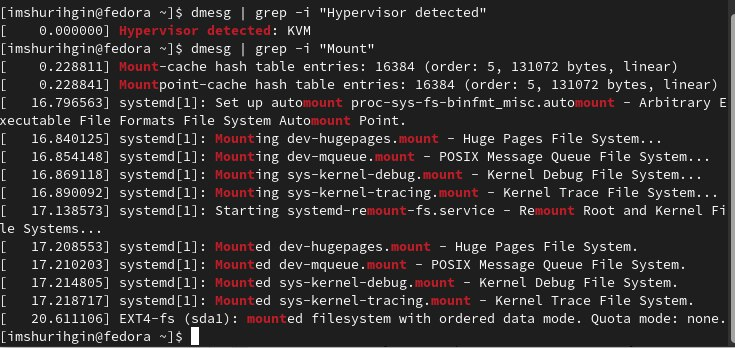 [imshurihgin@fedora ~]$ dmesg | grep -i "Hypervisor detected"
[    0.000000] Hypervisor detected: KVM
[imshurihgin@fedora ~]$ dmesg | grep -i "Mount"
[    0.228811] Mount-cache hash table entries: 16384 (order: 5, 131072 bytes, linear)
[    0.228841] Mountpoint-cache hash table entries: 16384 (order: 5, 131072 bytes, linear)
[   16.796563] systemd[1]: Set up automount proc-sys-fs-binfmt_misc.automount - Arbitrary E
xecutable File Formats File System Automount Point.
[   16.840125] systemd[1]: Mounting dev-hugepages.mount - Huge Pages File System...
[   16.854148] systemd[1]: Mounting dev-mqueue.mount - POSIX Message Queue File System...
[   16.869118] systemd[1]: Mounting sys-kernel-debug.mount - Kernel Debug File System...
[   16.890092] systemd[1]: Mounting sys-kernel-tracing.mount - Kernel Trace File System...
[   17.138573] systemd[1]: Starting systemd-remount-fs.service - Remount Root and Kernel Fi
le Systems...
[   17.208553] systemd[1]: Mounted dev-hugepages.mount - Huge Pages File System.
[   17.210203] systemd[1]: Mounted dev-mqueue.mount - POSIX Message Queue File System.
[   17.214805] systemd[1]: Mounted sys-kernel-debug.mount - Kernel Debug File System.
[   17.218717] systemd[1]: Mounted sys-kernel-tracing.mount - Kernel Trace File System.
[   20.611106] EXT4-fs (sda1): mounted filesystem with ordered data mode. Quota mode: none.
[imshurihgin@fedora ~]$